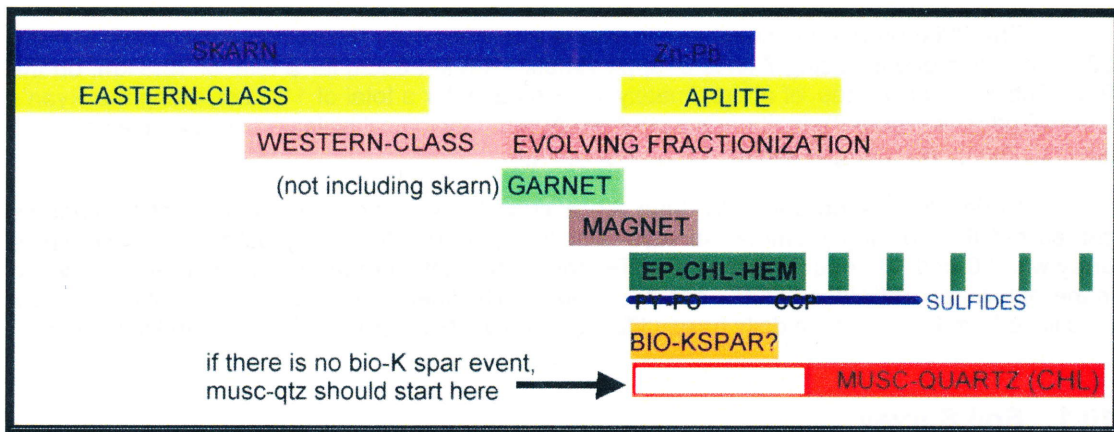 SKARN Zn-Pb
EASTERN-CLASS APLITE
WESTERN-CLASS EVOLVING FRACTIONIZATION
(not including skarn) GARNET
MAGNET
EP-CHL-HEM
PY-PO CCP SULFIDES
BIO-KSPAR?
if there is no bio-K spar event,
musc-qtz should start here
MUSC-QUARTZ (CHL)